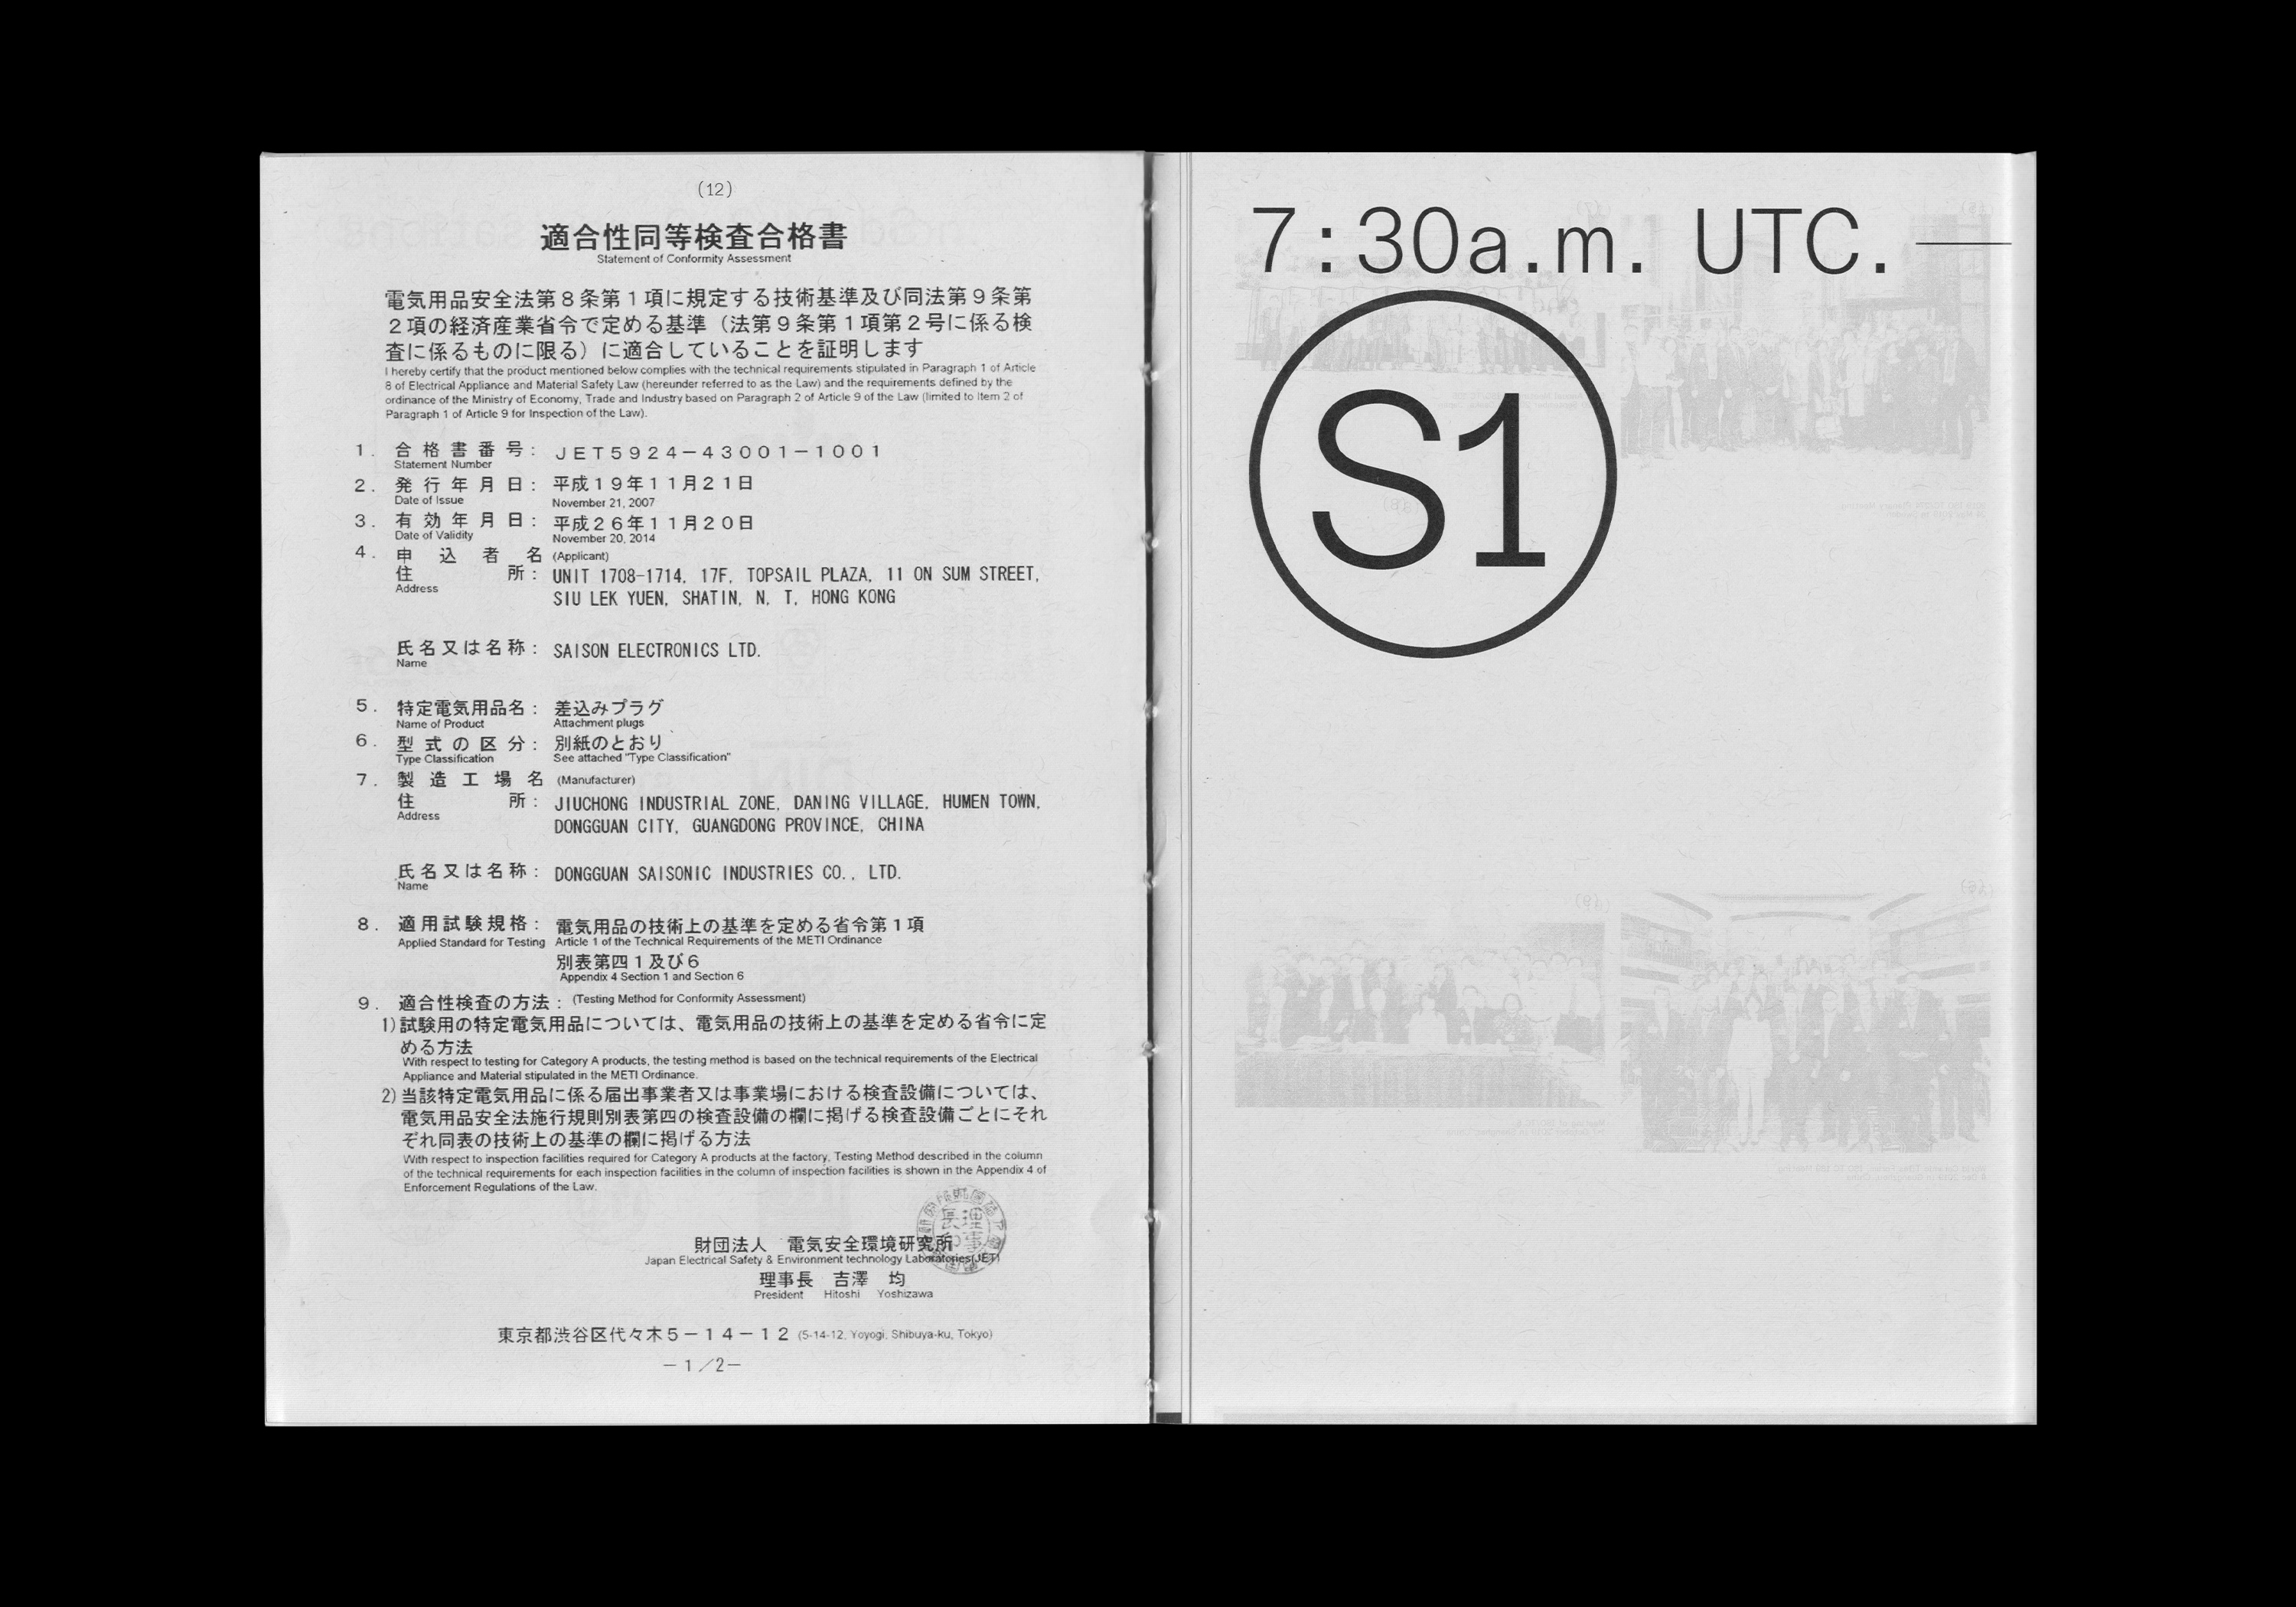 (12)
適合性同等検査合格書
Statement of Conformity Assessment
電気用品安全法第8条第1項に規定する技術基準及び同法第9条第
2項の経済産業省令で定める基準（法第9条第1項第2号に係る検
査に係るものに限る）に適合していることを証明します
I hereby certify that the product mentioned below complies with the technical requirements stipulated in Paragraph 1 of Article
8 of Electrical Appliance and Material Safety Law (hereunder referred to as the Law) and the requirements defined by the
ordinance of the Ministry of Economy, Trade and Industry based on Paragraph 2 of Article 9 of the Law (limited to Item 2 of
Paragraph 1 of Article 9 for Inspection of the Law).
1. 合格書番号: JET5924-43001-1001
Statement Number
2. 発行年月日: 平成19年11月21日
Date of Issue November 21, 2007
3. 有効年月日: 平成26年11月20日
Date of Validity November 20, 2014
4. 申込者名 (Applicant)
住所: UNIT 1708-1714, 17F, TOPSAIL PLAZA, 11 ON SUM STREET,
Address
SIU LEK YUEN, SHATIN, N, T, HONG KONG
氏名又は名称: SAISON ELECTRONICS LTD.
Name
5. 特定電気用品名: 差込みプラグ
Name of Product Attachment plugs
6. 型式の区分: 別紙のとおり
Type Classification See attached "Type Classification"
7. 製造工場名 (Manufacturer)
住所: JIUCHONG INDUSTRIAL ZONE, DANING VILLAGE, HUMEN TOWN,
Address
DONGGUAN CITY, GUANGDONG PROVINCE, CHINA
氏名又は名称: DONGGUAN SAISONIC INDUSTRIES CO., LTD.
Name
8. 適用試験規格: 電気用品の技術上の基準を定める省令第1項
Applied Standard for Testing Article 1 of the Technical Requirements of the METI Ordinance
別表第四1及び6
Appendix 4 Section 1 and Section 6
9. 適合性検査の方法: (Testing Method for Conformity Assessment)
1)試験用の特定電気用品については、電気用品の技術上の基準を定める省令に定
める方法
With respect to testing for Category A products, the testing method is based on the technical requirements of the Electrical
Appliance and Material stipulated in the METI Ordinance.
2)当該特定電気用品に係る届出事業者又は事業場における検査設備については、
電気用品安全法施行規則別表第四の検査設備の欄に掲げる検査設備ごとにそれ
ぞれ同表の技術上の基準の欄に掲げる方法
With respect to inspection facilities required for Category A products at the factory, Testing Method described in the column
of the technical requirements for each inspection facilities in the column of inspection facilities is shown in the Appendix 4 of
Enforcement Regulations of the Law.
財団法人 電気安全環境研究所
Japan Electrical Safety & Environment technology Laboratories(JET)
理事長 吉澤 均
President Hitoshi Yoshizawa
東京都渋谷区代々木5-14-12 (5-14-12, Yoyogi, Shibuya-ku, Tokyo)
-1/2-
7:30a.m. UTC.
S1